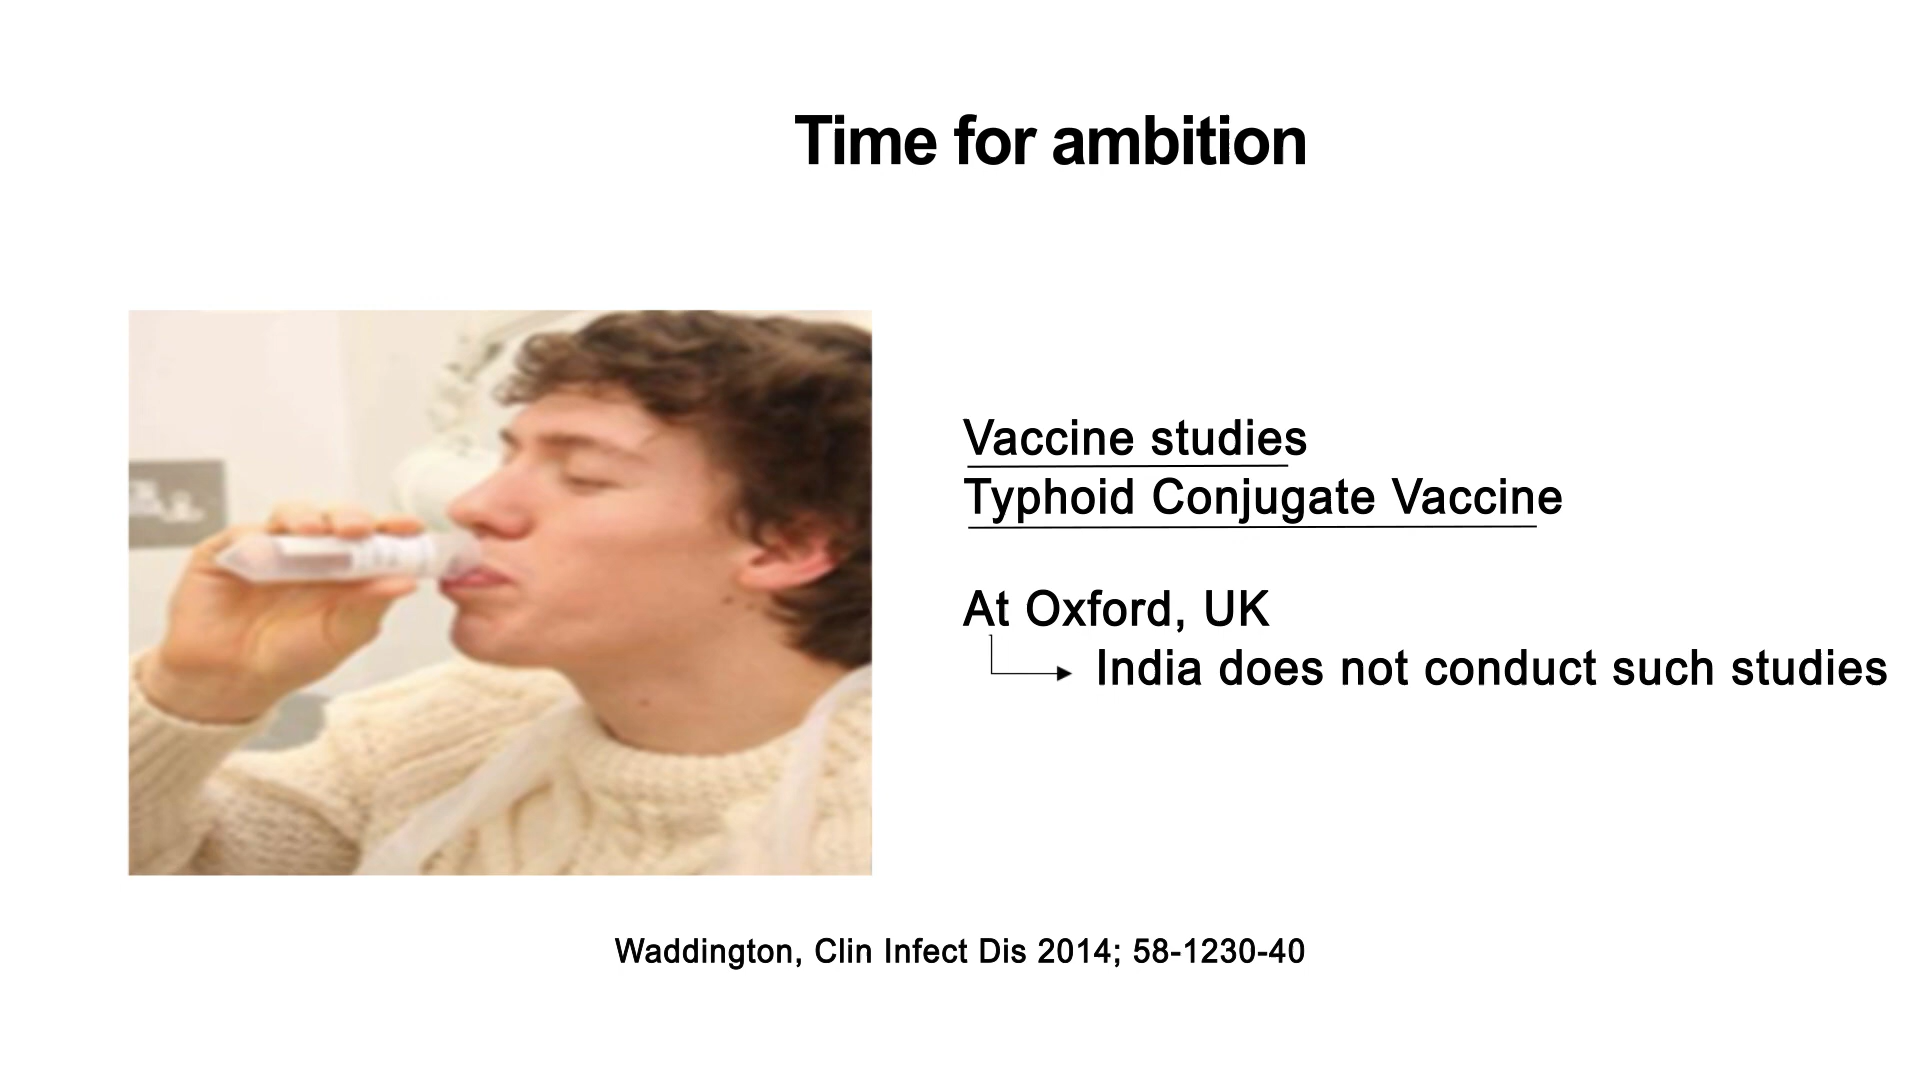 Time for ambition
Vaccine studies
Typhoid Conjugate Vaccine
At Oxford, UK
India does not conduct such studies
Waddington, Clin Infect Dis 2014; 58-1230-40